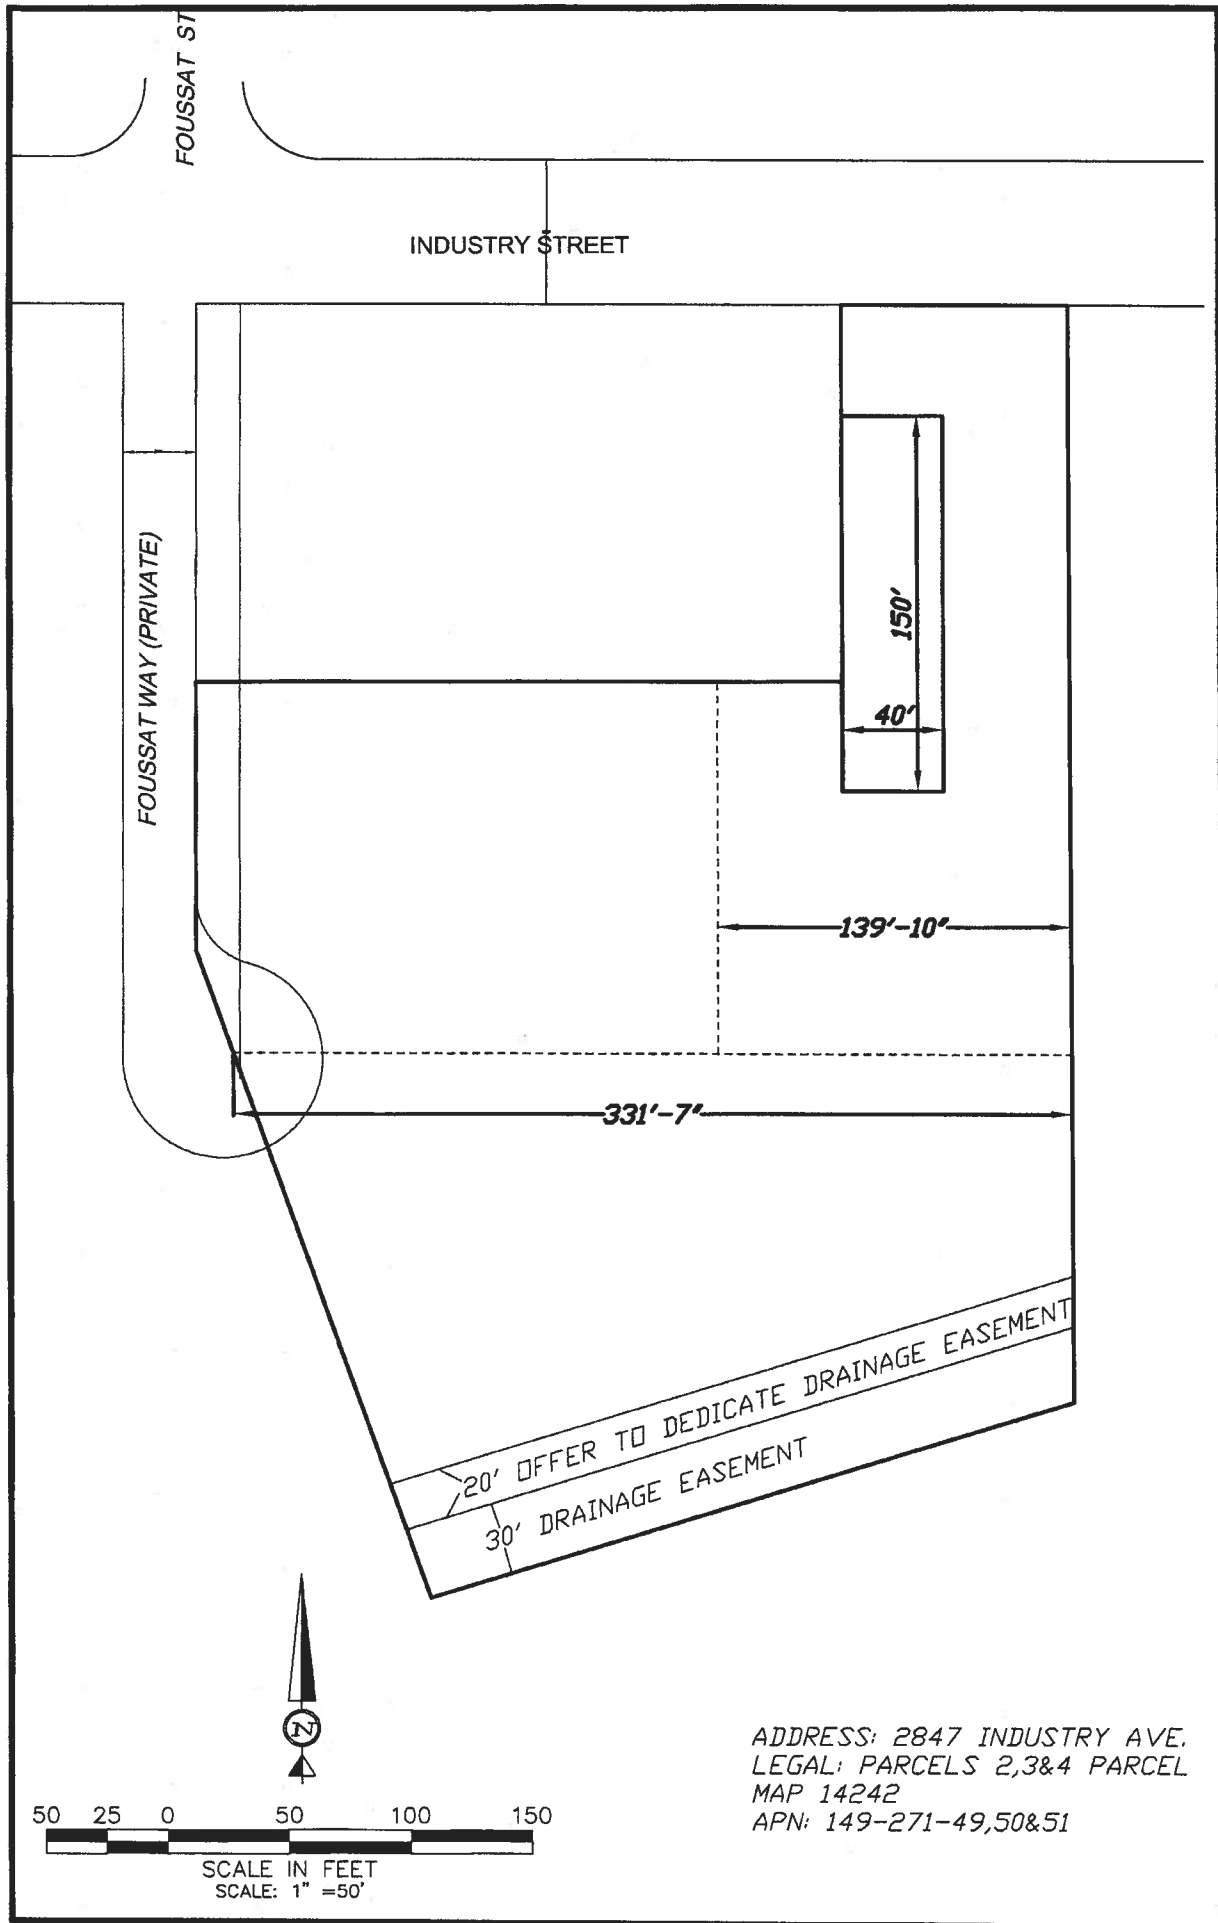 FOUSSAT ST
INDUSTRY STREET
FOUSSAT WAY (PRIVATE)
150'
40'
139'-10"
331'-7"
20' OFFER TO DEDICATE DRAINAGE EASEMENT
30' DRAINAGE EASEMENT
N
ADDRESS: 2847 INDUSTRY AVE.
LEGAL: PARCELS 2,3&4 PARCEL
MAP 14242
APN: 149-271-49,50&51
50 25 0 50 100 150
SCALE IN FEET
SCALE: 1" =50'